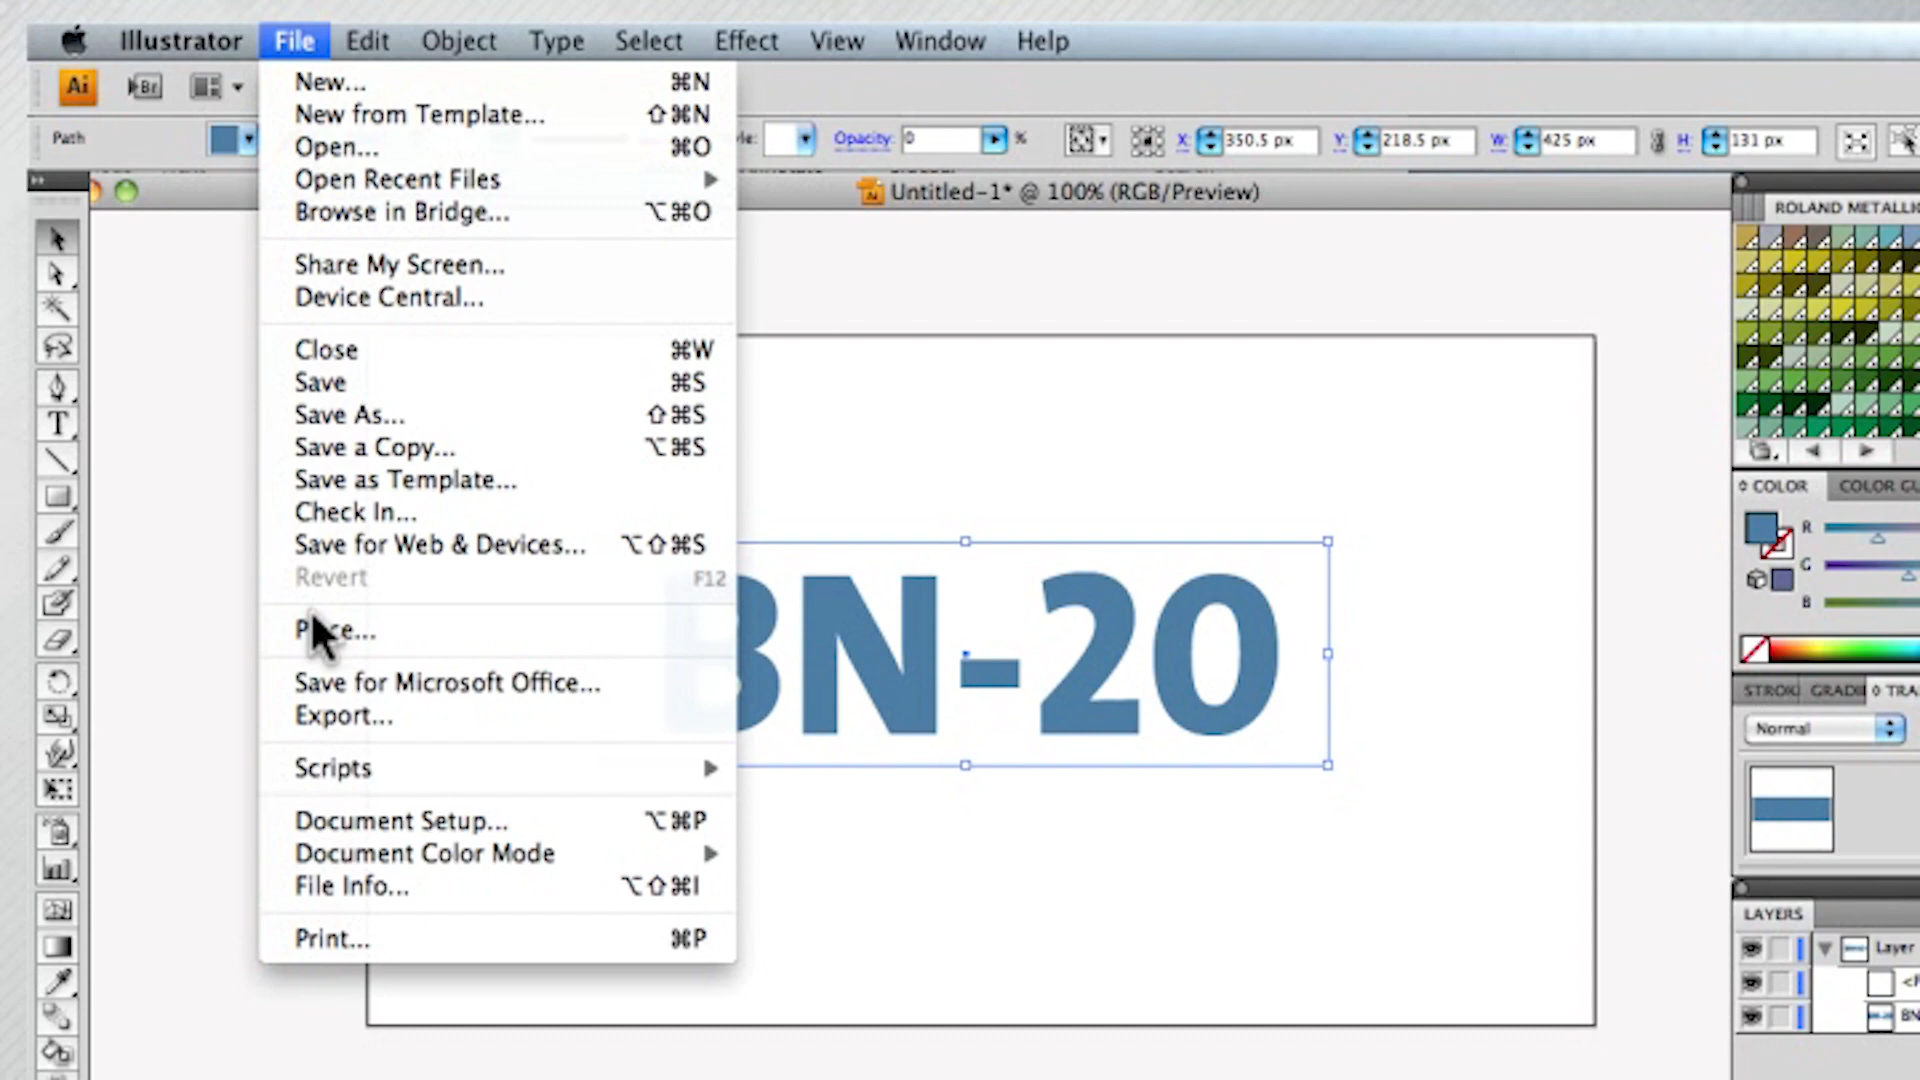 Illustrator File Edit Object Type Select Effect View Window Help
Ai Br
Path
Opacity: 0 % X: 350.5 px Y: 218.5 px W: 425 px H: 131 px
Untitled-1* @ 100% (RGB/Preview)
New... ⌘N
New from Template... ⇧⌘N
Open... ⌘O
Open Recent Files
Browse in Bridge... ⌥⌘O
Share My Screen...
Device Central...
Close ⌘W
Save ⌘S
Save As... ⇧⌘S
Save a Copy... ⌥⌘S
Save as Template...
Check In...
Save for Web & Devices... ⌥⇧⌘S
Revert F12
Save for Microsoft Office...
Export...
Scripts
Document Setup... ⌥⌘P
Document Color Mode
File Info... ⌥⇧⌘I
Print... ⌘P
BN-20
ROLAND METALLIC
COLOR COLOR GU
R
G
B
STROK GRADI TRA
Normal
LAYERS
Layer
<P
BN